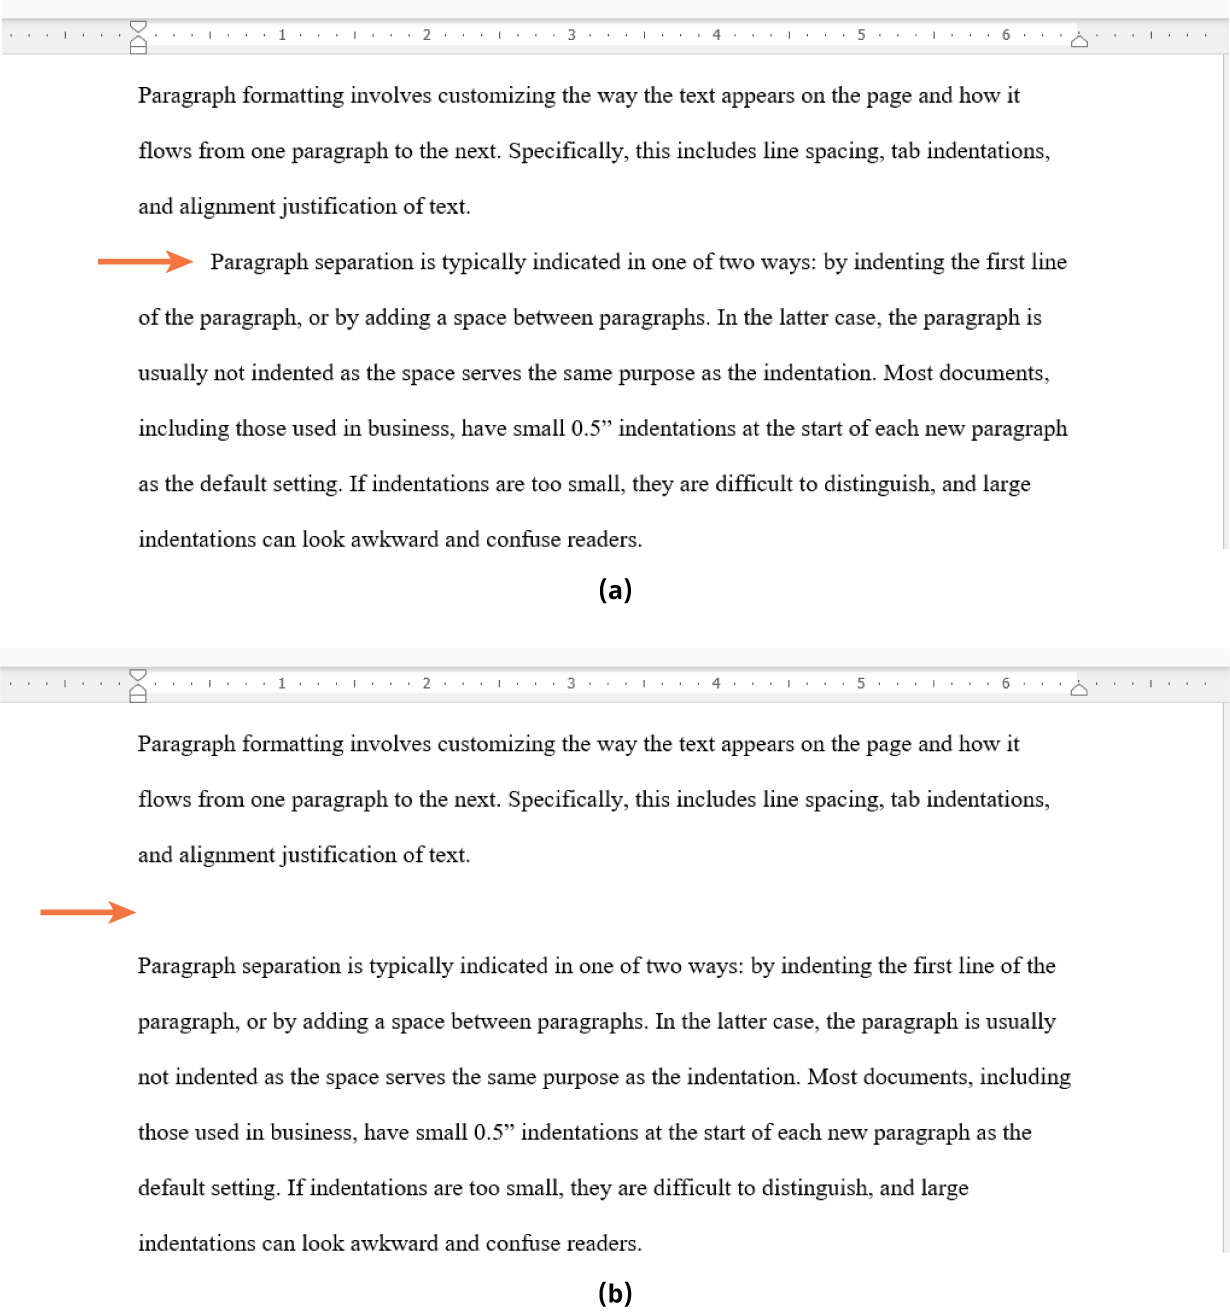 1 2 3 4 5 6
Paragraph formatting involves customizing the way the text appears on the page and how it
flows from one paragraph to the next. Specifically, this includes line spacing, tab indentations,
and alignment justification of text.
Paragraph separation is typically indicated in one of two ways: by indenting the first line
of the paragraph, or by adding a space between paragraphs. In the latter case, the paragraph is
usually not indented as the space serves the same purpose as the indentation. Most documents,
including those used in business, have small 0.5” indentations at the start of each new paragraph
as the default setting. If indentations are too small, they are difficult to distinguish, and large
indentations can look awkward and confuse readers.
(a)
1 2 3 4 5 6
Paragraph formatting involves customizing the way the text appears on the page and how it
flows from one paragraph to the next. Specifically, this includes line spacing, tab indentations,
and alignment justification of text.
Paragraph separation is typically indicated in one of two ways: by indenting the first line of the
paragraph, or by adding a space between paragraphs. In the latter case, the paragraph is usually
not indented as the space serves the same purpose as the indentation. Most documents, including
those used in business, have small 0.5” indentations at the start of each new paragraph as the
default setting. If indentations are too small, they are difficult to distinguish, and large
indentations can look awkward and confuse readers.
(b)